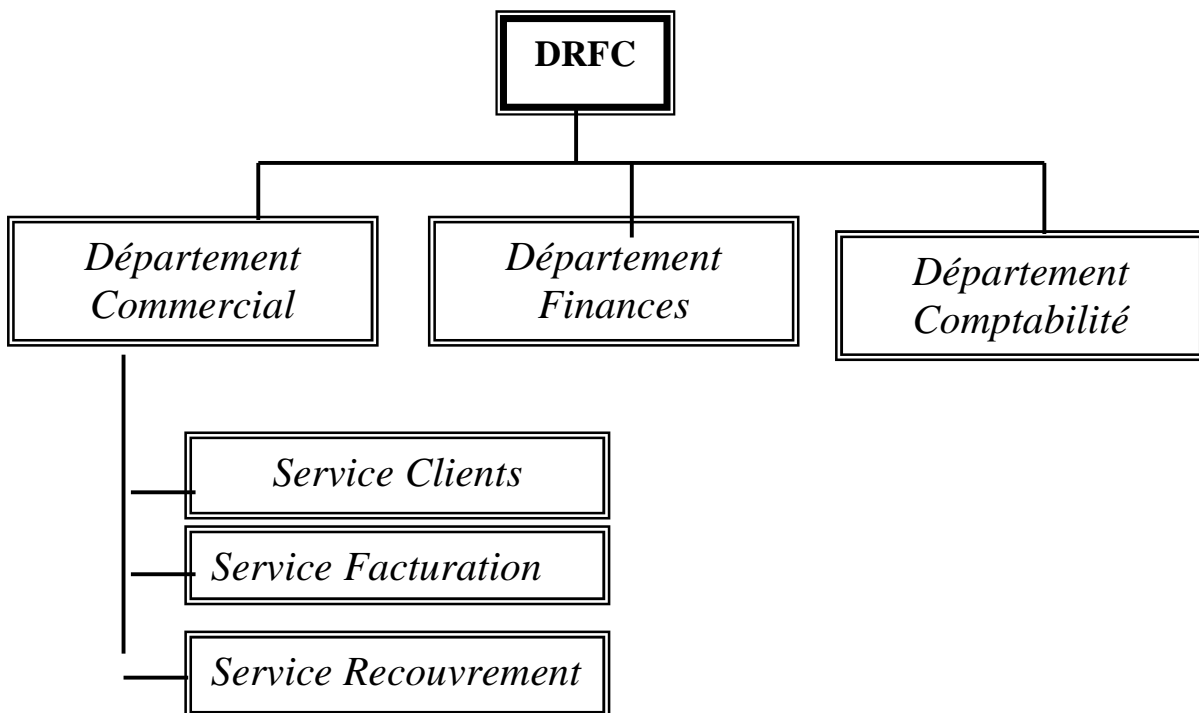 DRFC
Département
Commercial
Département
Finances
Département
Comptabilité
Service Clients
Service Facturation
Service Recouvrement